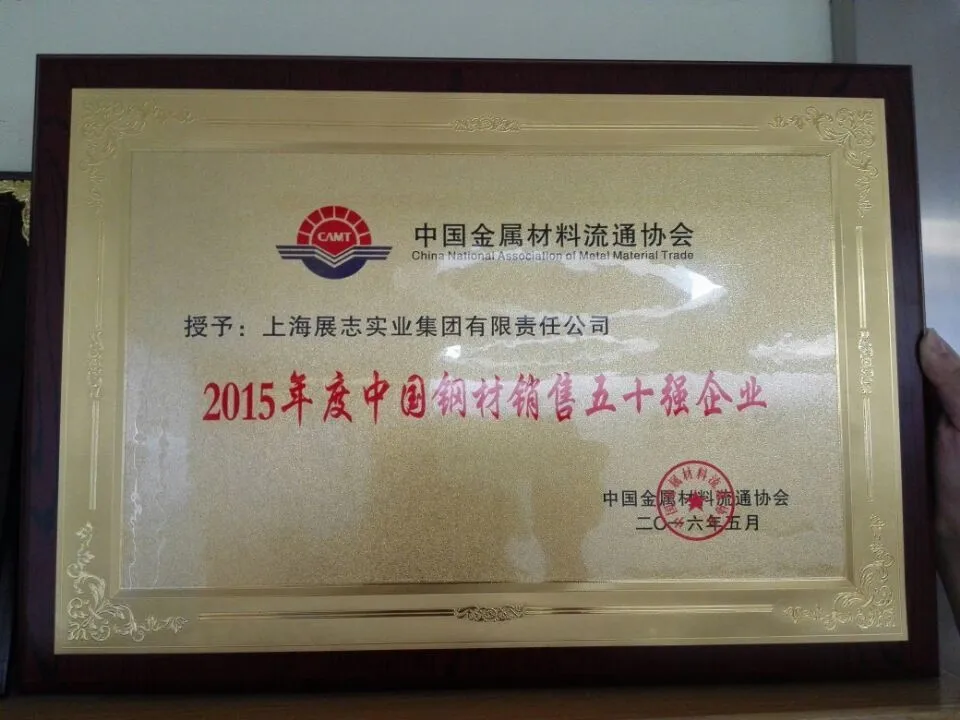 CAMT
中国金属材料流通协会
China National Association of Metal Material Trade
授予：上海展志实业集团有限责任公司
2015年度中国钢材销售五十强企业
中国金属材料流通协会
二〇一六年五月